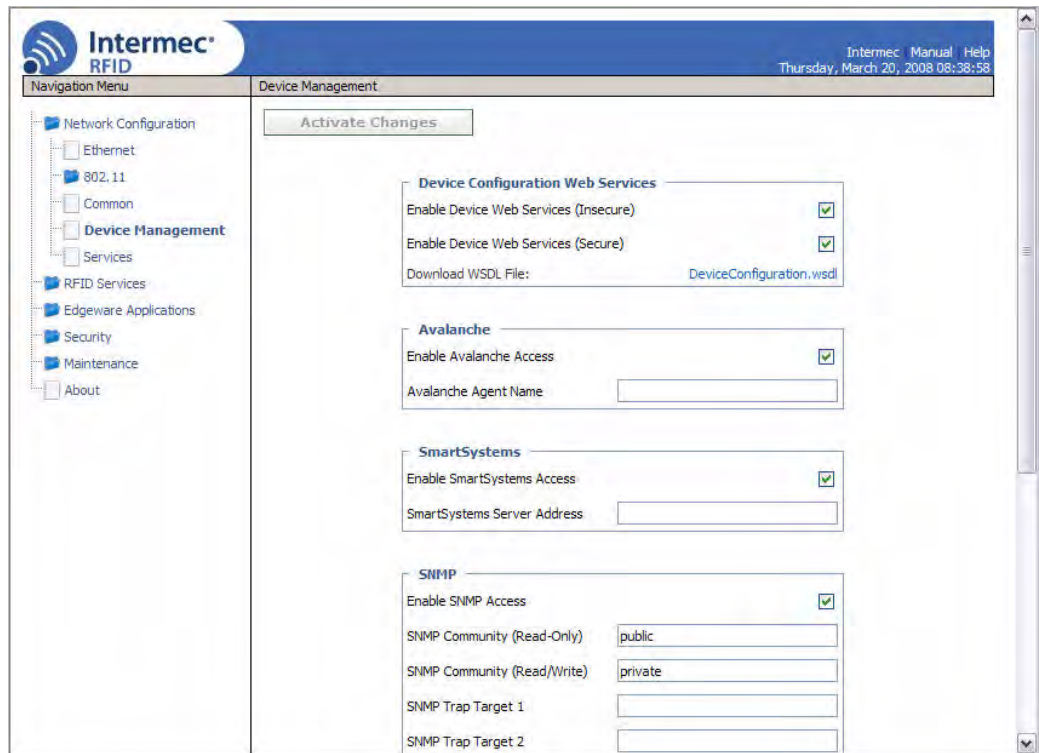 Intermec®
RFID
Intermec Manual Help
Thursday, March 20, 2008 08:38:58
Navigation Menu
Device Management
Network Configuration
Ethernet
802.11
Common
Device Management
Services
RFID Services
Edgeware Applications
Security
Maintenance
About
Activate Changes
Device Configuration Web Services
Enable Device Web Services (Insecure)
Enable Device Web Services (Secure)
Download WSDL File: DeviceConfiguration.wsdl
Avalanche
Enable Avalanche Access
Avalanche Agent Name
SmartSystems
Enable SmartSystems Access
SmartSystems Server Address
SNMP
Enable SNMP Access
SNMP Community (Read-Only) public
SNMP Community (Read/Write) private
SNMP Trap Target 1
SNMP Trap Target 2